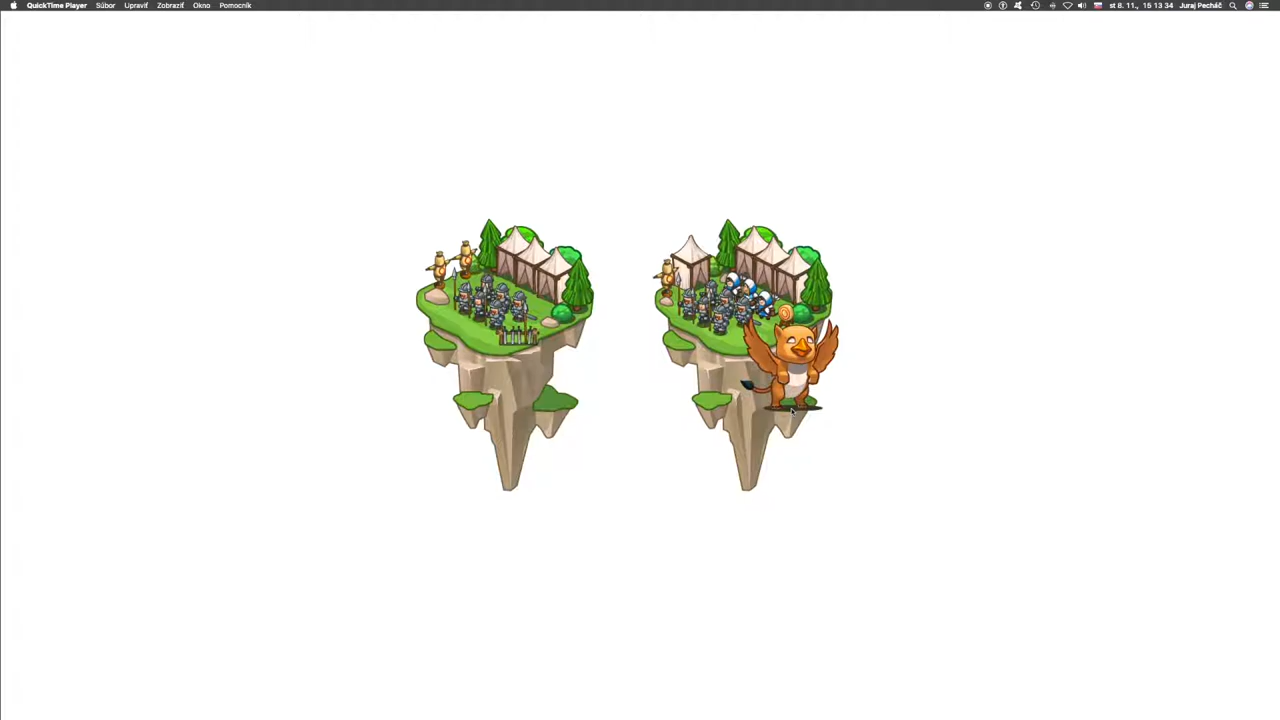 QuickTime Player Súbor Upraviť Zobraziť Okno Pomocník st 8. 11., 15 13 34 Juraj Pecháč